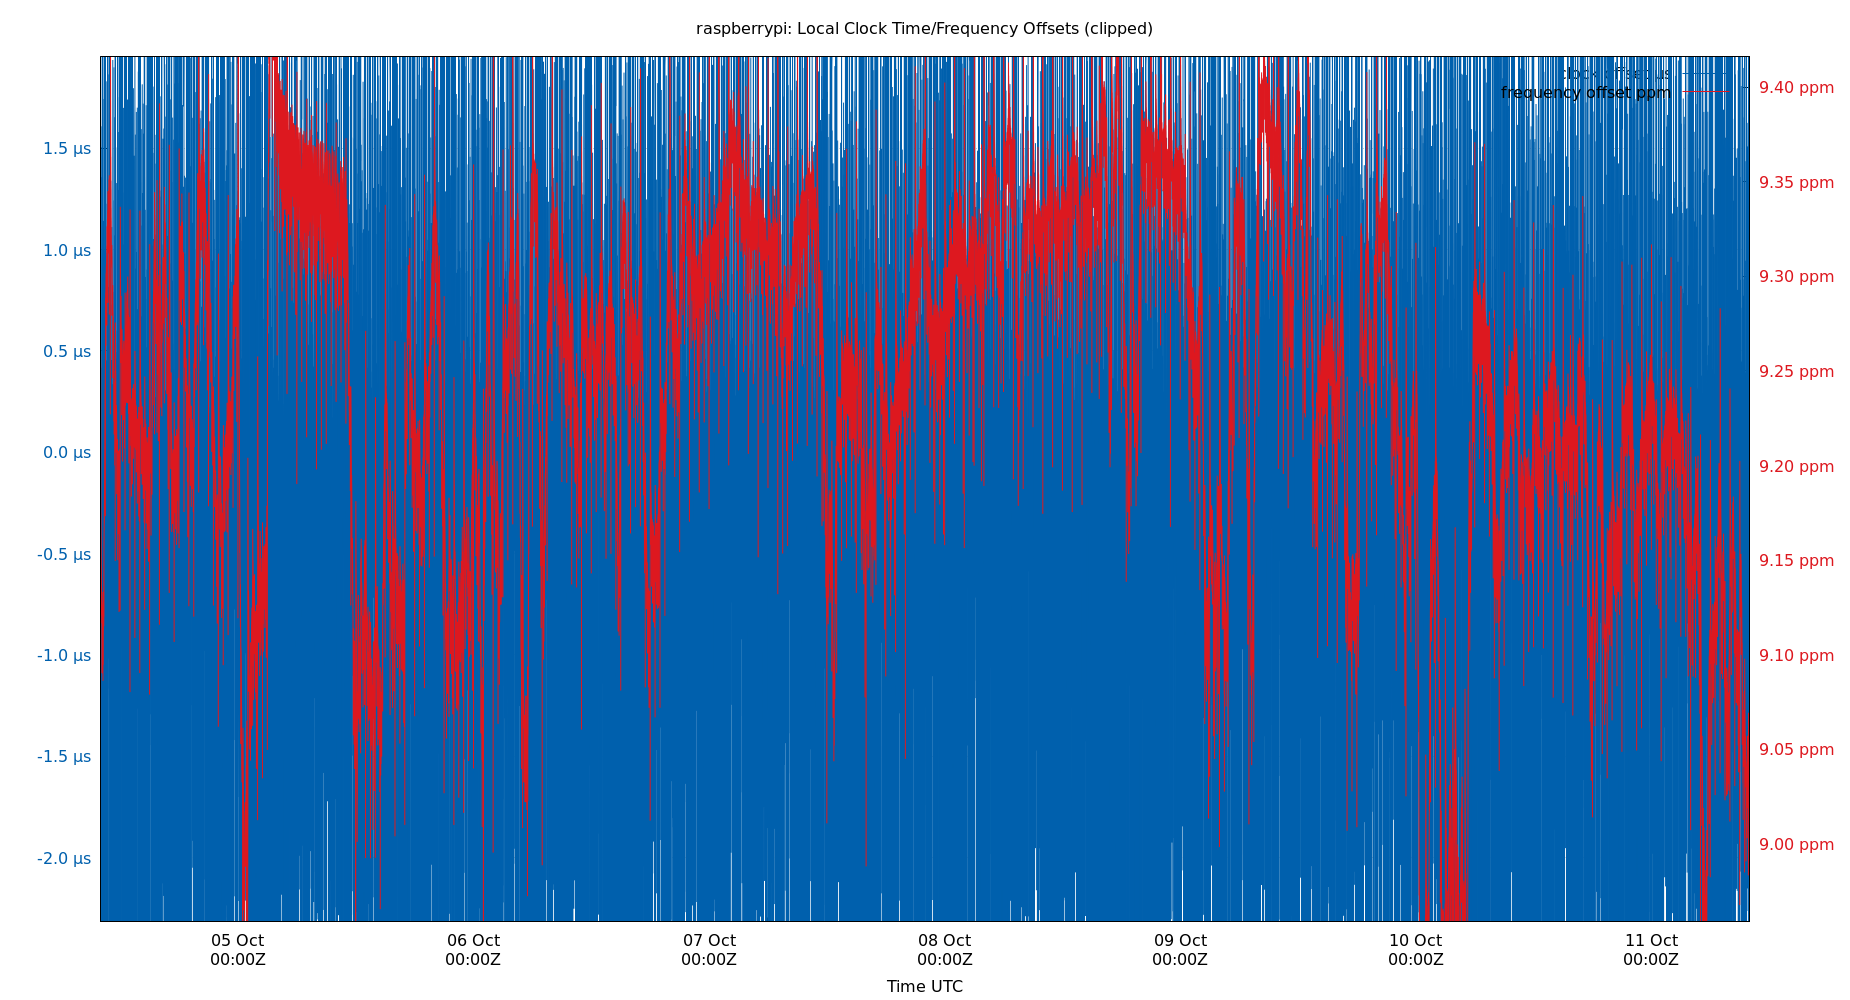 raspberrypi: Local Clock Time/Frequency Offsets (clipped)
clock offset µs
frequency offset ppm
1.5 µs
1.0 µs
0.5 µs
0.0 µs
-0.5 µs
-1.0 µs
-1.5 µs
-2.0 µs
9.40 ppm
9.35 ppm
9.30 ppm
9.25 ppm
9.20 ppm
9.15 ppm
9.10 ppm
9.05 ppm
9.00 ppm
05 Oct
00:00Z
06 Oct
00:00Z
07 Oct
00:00Z
08 Oct
00:00Z
09 Oct
00:00Z
10 Oct
00:00Z
11 Oct
00:00Z
Time UTC